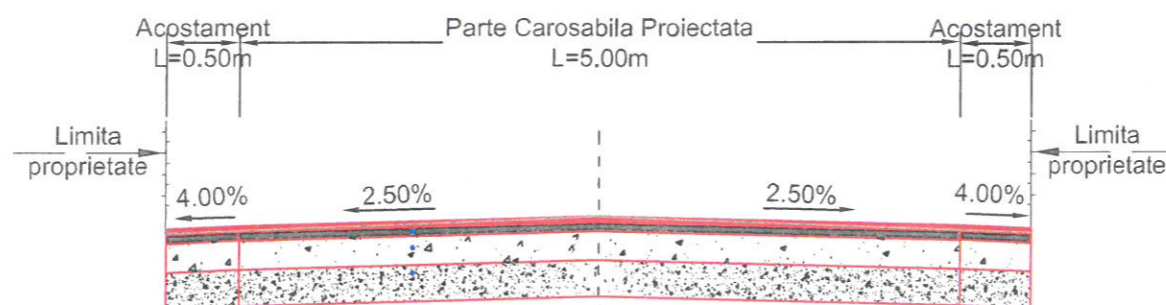 Acostament
L=0.50m
Parte Carosabila Proiectata
L=5.00m
Acostament
L=0.50m
Limita
proprietate
Limita
proprietate
4.00%
2.50%
2.50%
4.00%